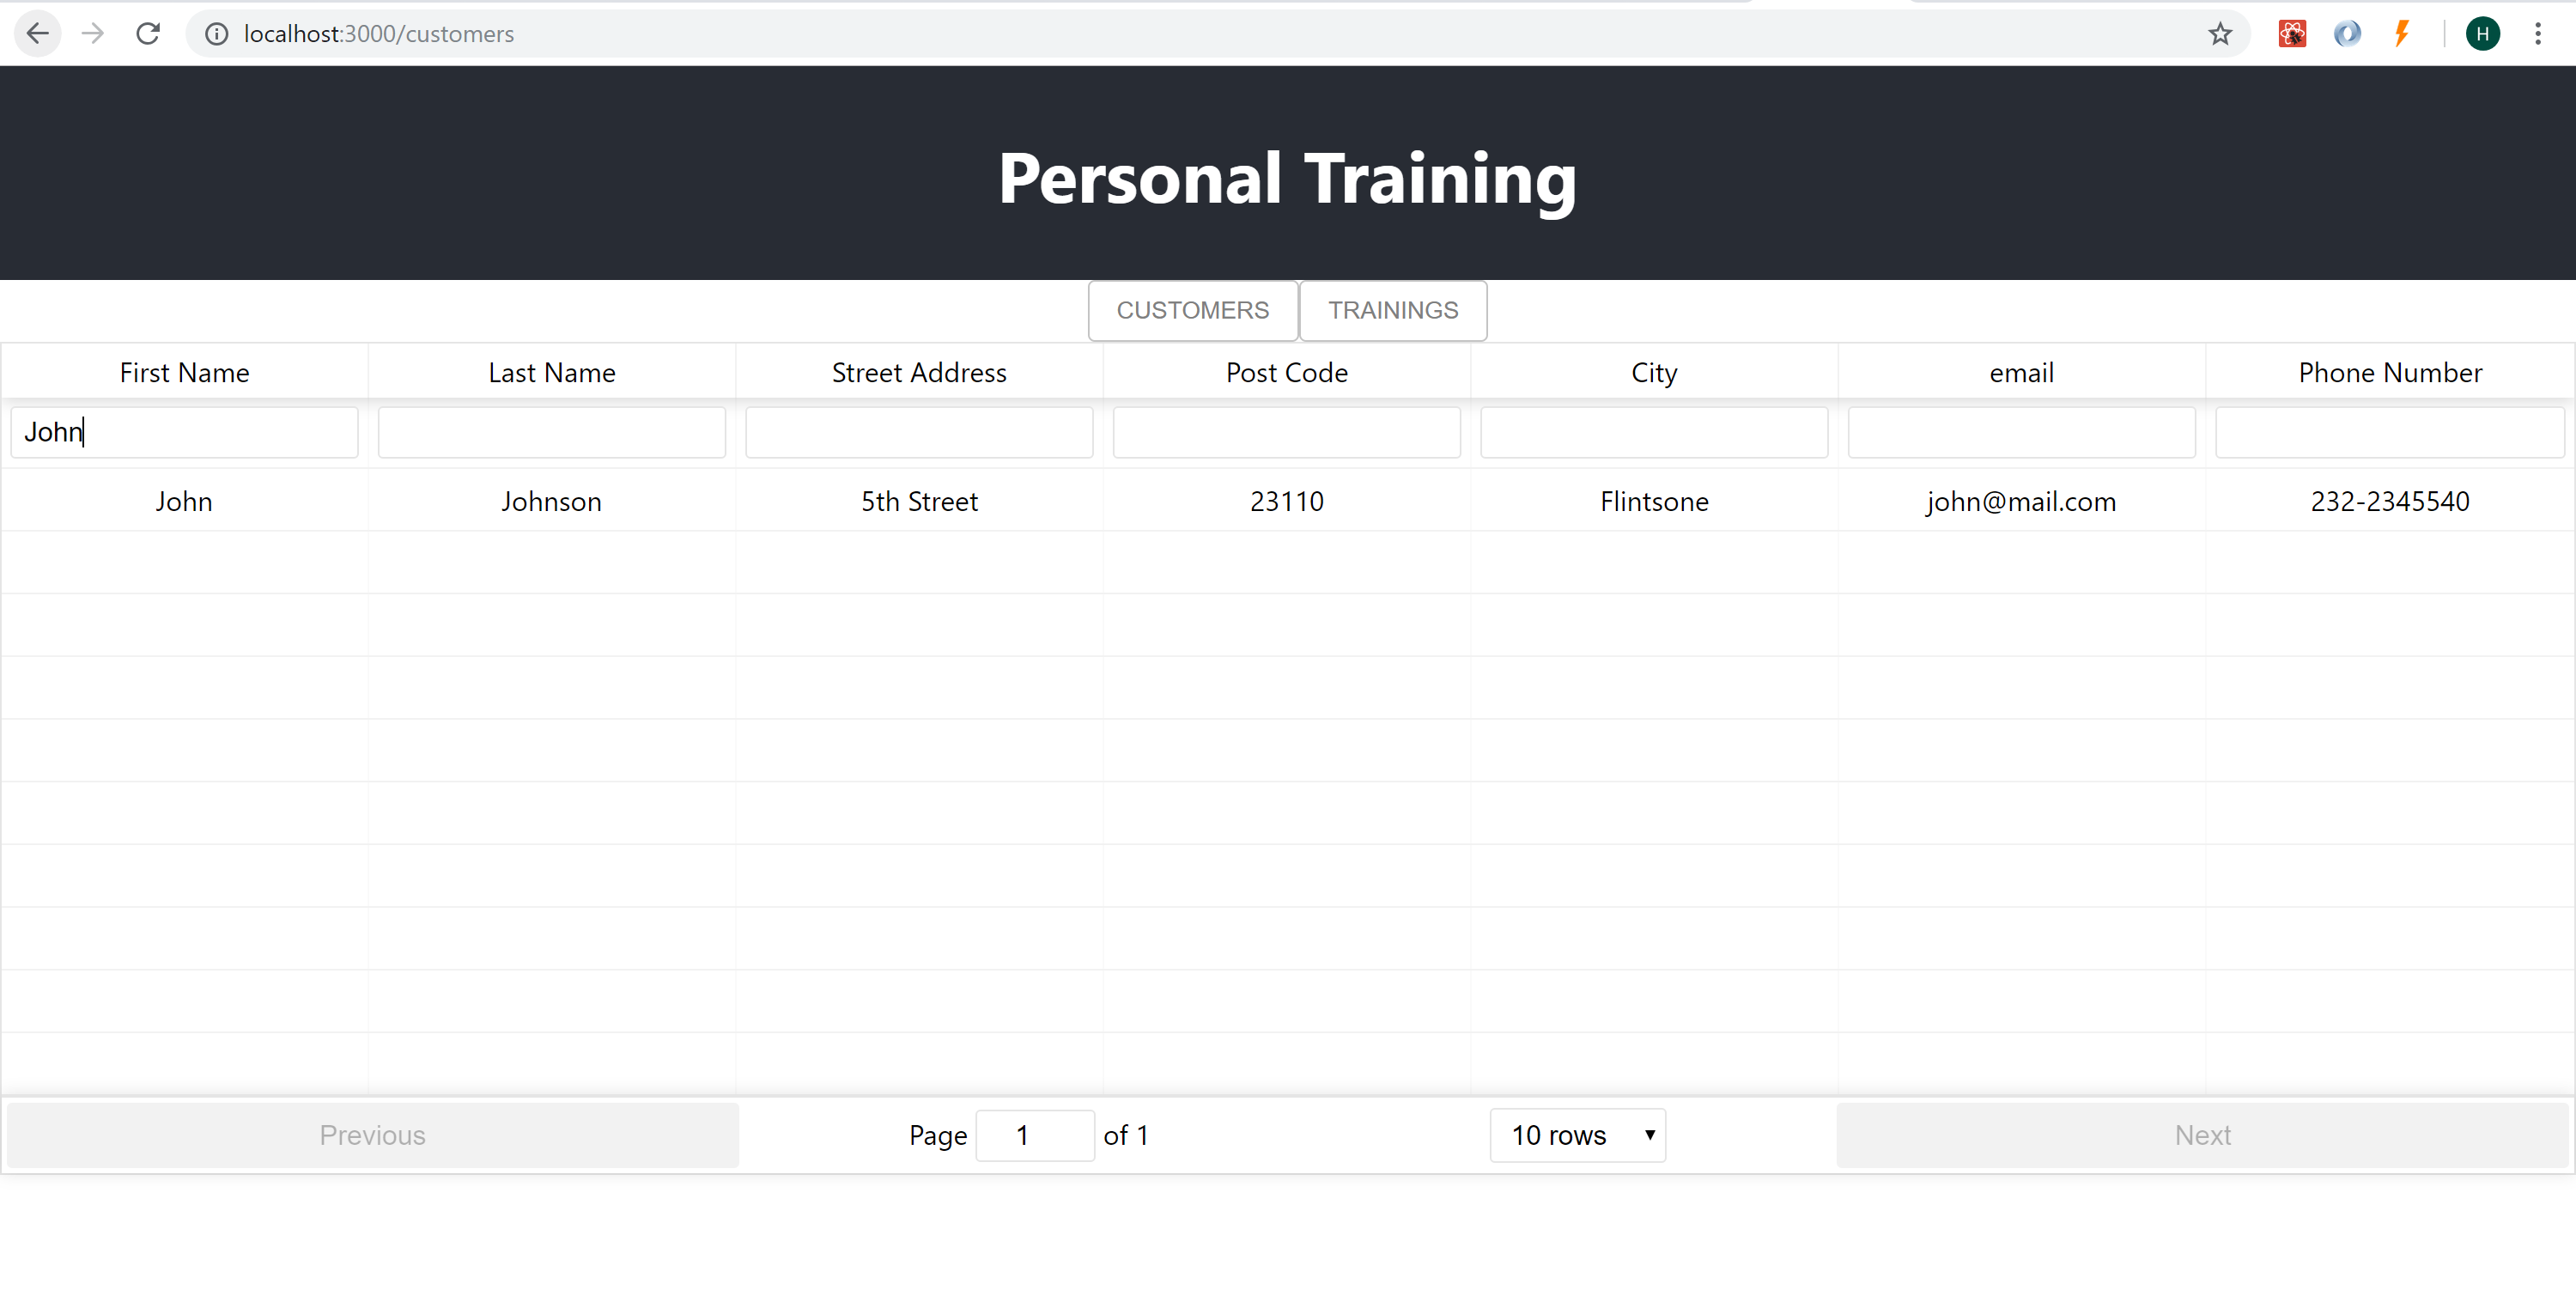 localhost:3000/customers
H
Personal Training
CUSTOMERS TRAININGS
First Name Last Name Street Address Post Code City email Phone Number
John
John Johnson 5th Street 23110 Flintsone john@mail.com 232-2345540
Previous Page 1 of 1 10 rows Next